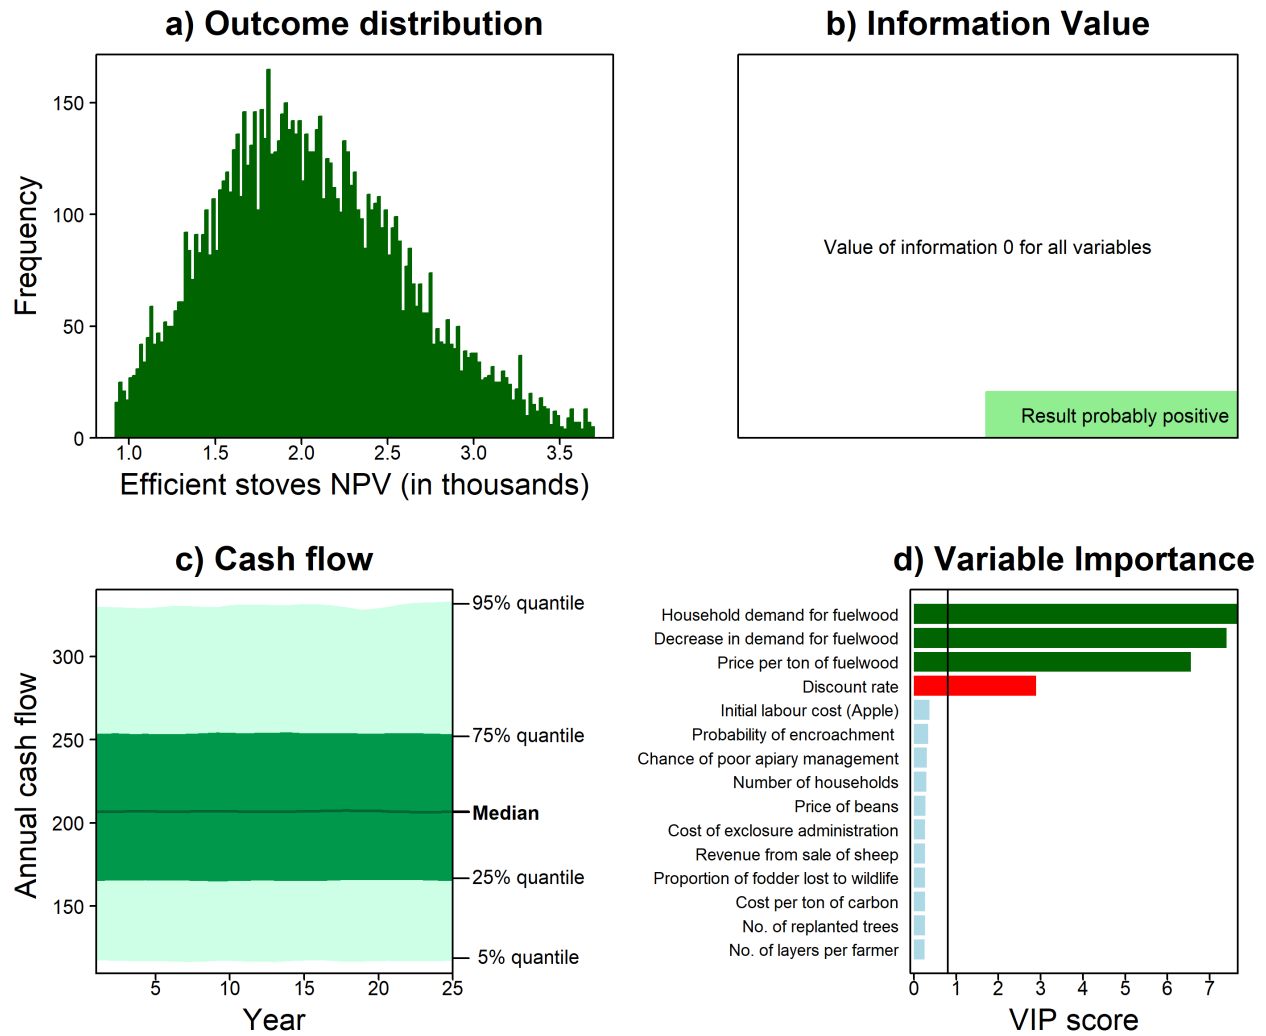 a) Outcome distribution
Frequency
150
100
50
0
1.0 1.5 2.0 2.5 3.0 3.5
Efficient stoves NPV (in thousands)
b) Information Value
Value of information 0 for all variables
Result probably positive
c) Cash flow
Annual cash flow
300
250
200
150
95% quantile
75% quantile
Median
25% quantile
5% quantile
5 10 15 20 25
Year
d) Variable Importance
Household demand for fuelwood
Decrease in demand for fuelwood
Price per ton of fuelwood
Discount rate
Initial labour cost (Apple)
Probability of encroachment
Chance of poor apiary management
Number of households
Price of beans
Cost of exclosure administration
Revenue from sale of sheep
Proportion of fodder lost to wildlife
Cost per ton of carbon
No. of replanted trees
No. of layers per farmer
0 1 2 3 4 5 6 7
VIP score